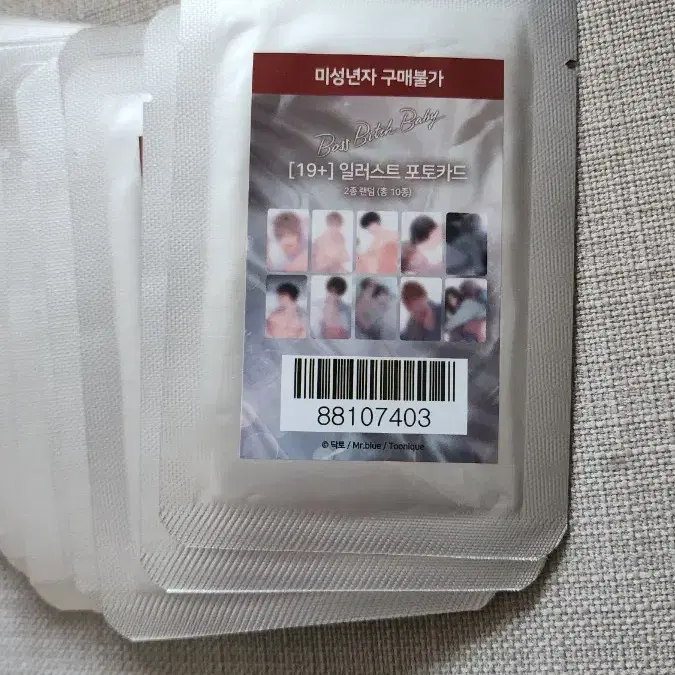 미성년자 구매불가
Boss Bitch Baby
[19+] 일러스트 포토카드
2종 랜덤 (총 10종)
88107403
© 닥토 / Mr.blue / Toonique